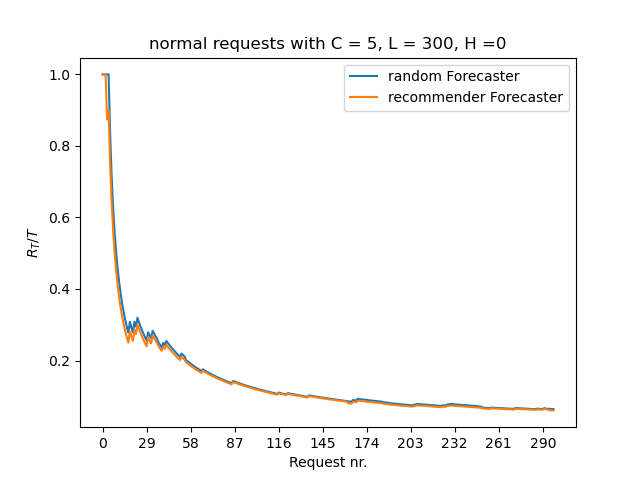 normal requests with C = 5, L = 300, H =0
random Forecaster
recommender Forecaster
1.0
0.8
0.6
0.4
0.2
R_T/T
0 29 58 87 116 145 174 203 232 261 290
Request nr.